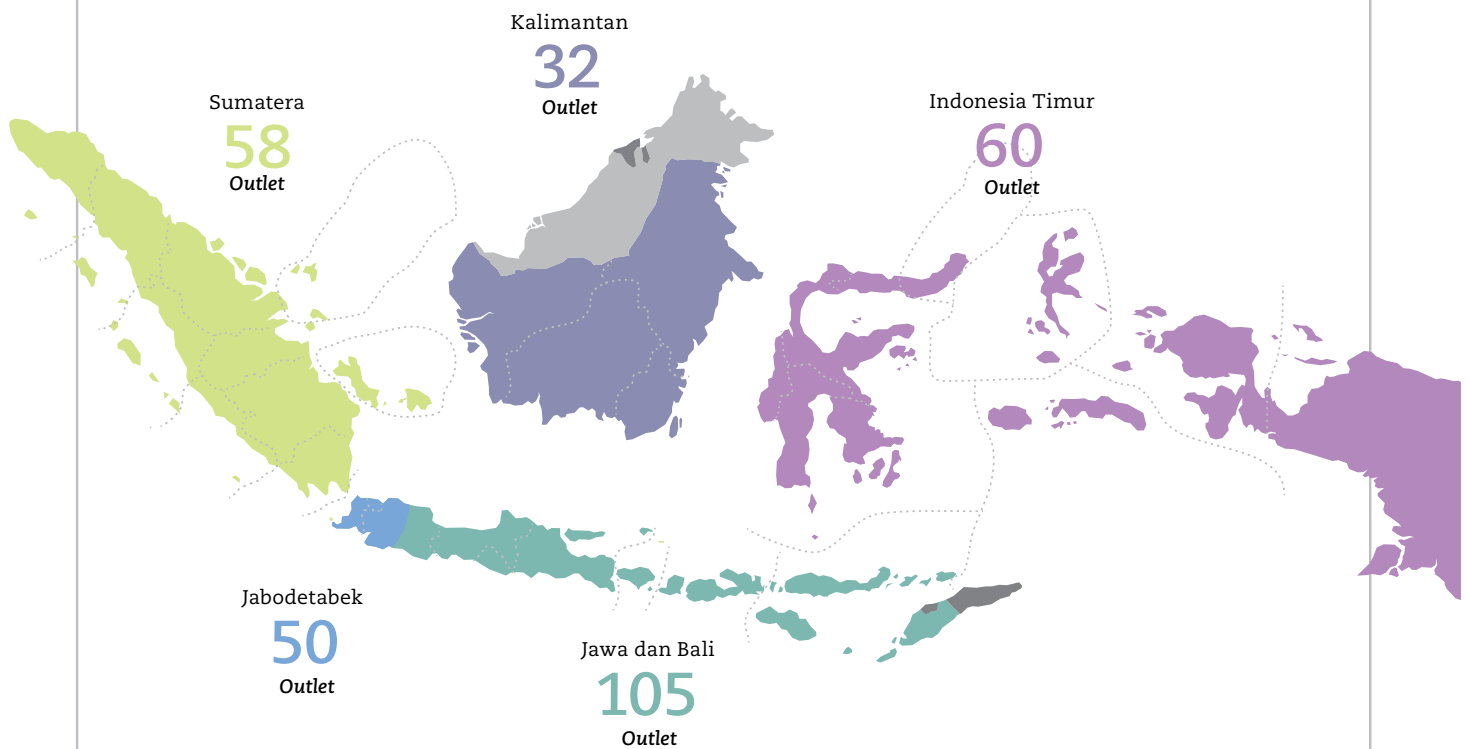 Kalimantan
32
Outlet
Sumatera
58
Outlet
Indonesia Timur
60
Outlet
Jabodetabek
50
Outlet
Jawa dan Bali
105
Outlet